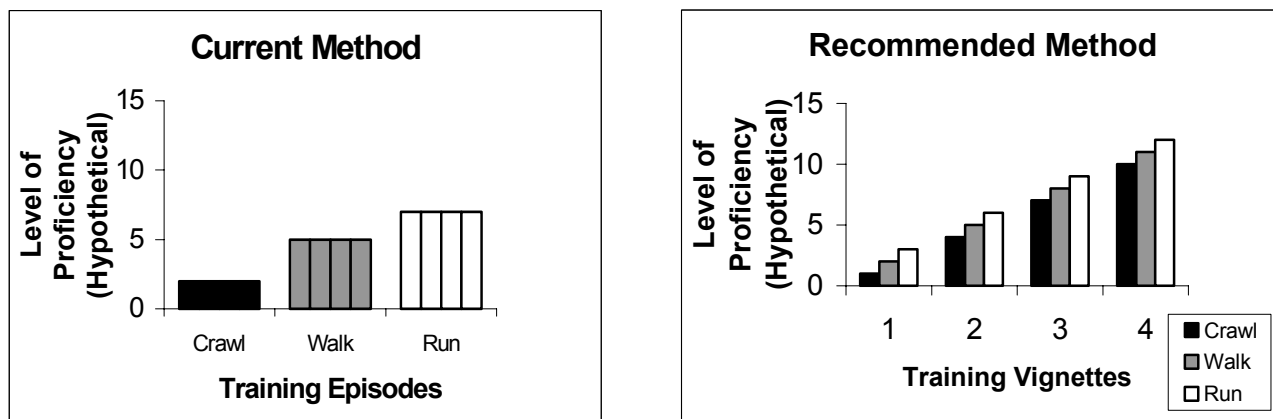 Current Method
Level of
Proficiency
(Hypothetical)
15
10
5
0
Crawl Walk Run
Training Episodes
Recommended Method
Level of
Proficiency
(Hypothetical)
15
10
5
0
1 2 3 4
Training Vignettes
Crawl
Walk
Run